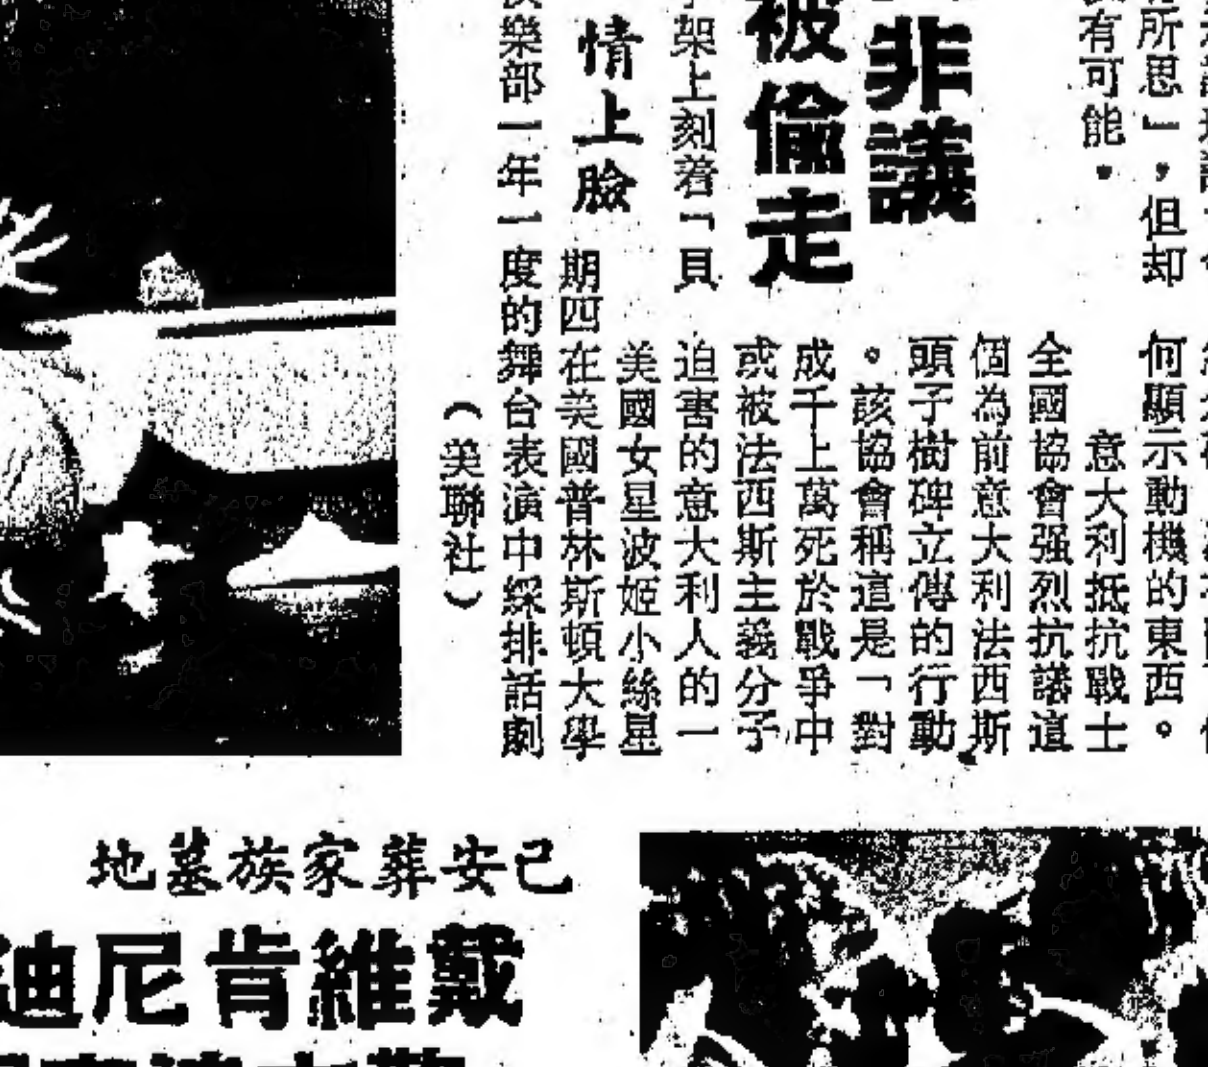 所思」，但却
有可能。
非議
被偷走
架上刻着「貝
何顯示動機的東西。
意大利抵抗戰士
全國協會强烈抗議這
個為前意大利法西斯
頭子樹碑立傳的行動
。該協會稱這是「對
成千上萬死於戰爭中
或被法西斯主義分子
迫害的意大利人的一
情上臉
美國女星波姬小絲星
期四在美國普林斯頓大學
樂部一年一度的舞台表演中綵排話劇
（美聯社）
已安葬家族墓地
戴維肯尼迪